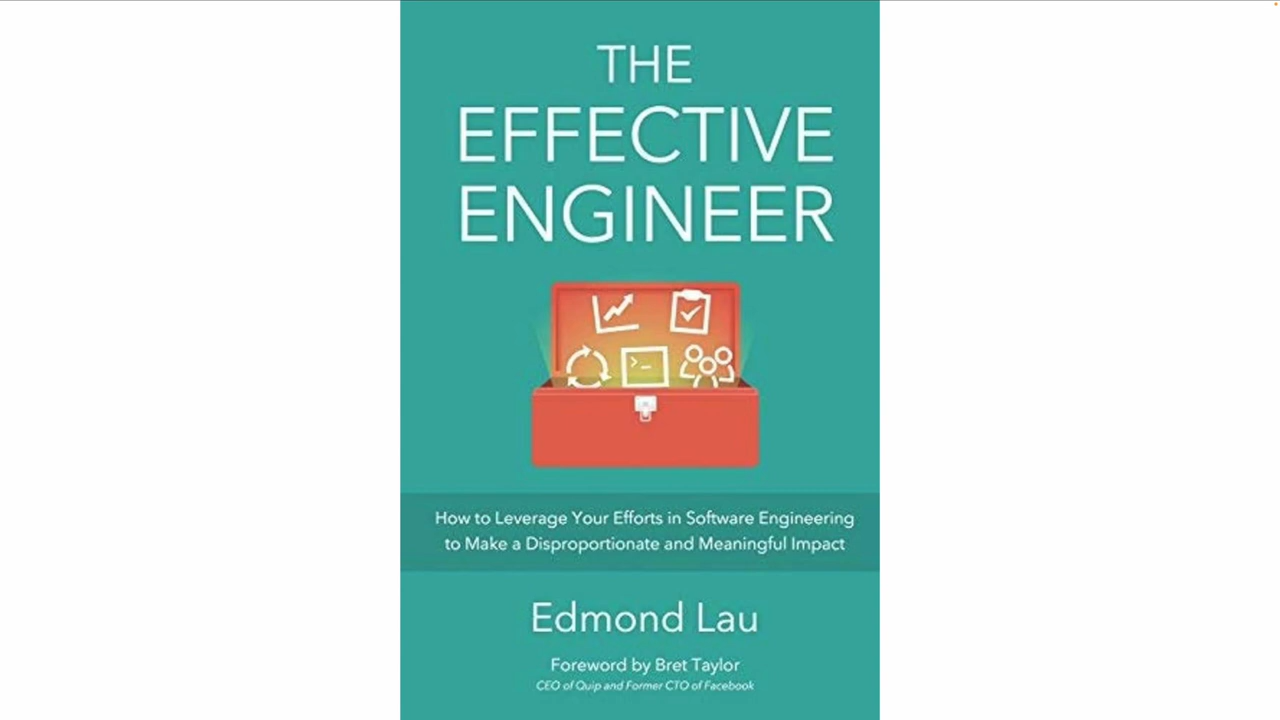 THE
EFFECTIVE
ENGINEER
>_
How to Leverage Your Efforts in Software Engineering
to Make a Disproportionate and Meaningful Impact
Edmond Lau
Foreword by Bret Taylor
CEO of Quip and Former CTO of Facebook